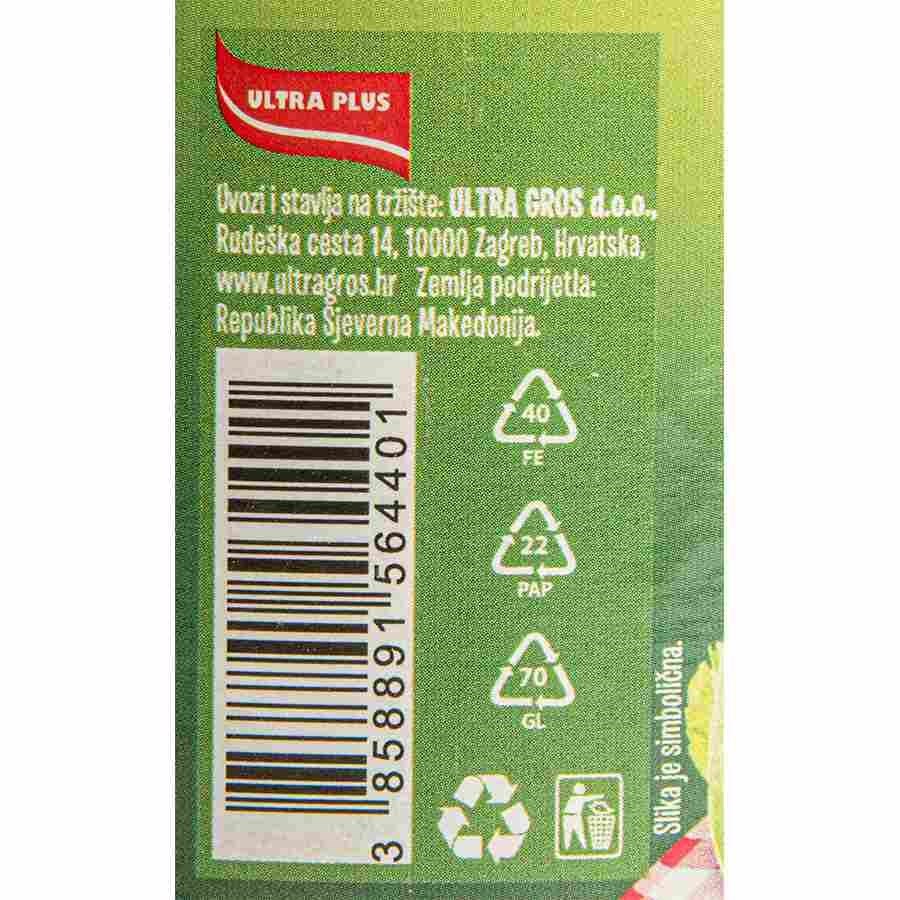 ULTRA PLUS
Uvozi i stavlja na tržište: ULTRA GROS d.o.o.,
Rudeška cesta 14, 10000 Zagreb, Hrvatska,
www.ultragros.hr Zemlja podrijetla:
Republika Sjeverna Makedonija.
3 858891 564401
40
FE
22
PAP
70
GL
Slika je simbolična.